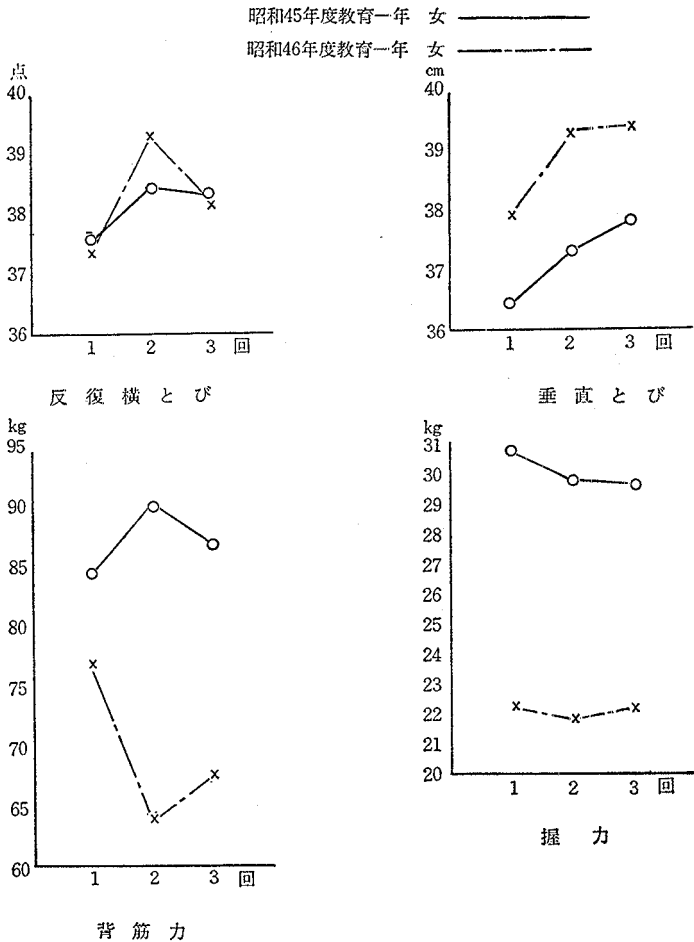 昭和45年度教育一年 女
昭和46年度教育一年 女
点
40
39
38
37
36
1 2 3 回
反復横とび
cm
40
39
38
37
36
1 2 3 回
垂直とび
kg
95
90
85
80
75
70
65
60
1 2 3 回
背筋力
kg
31
30
29
28
27
26
25
24
23
22
21
20
1 2 3 回
握力